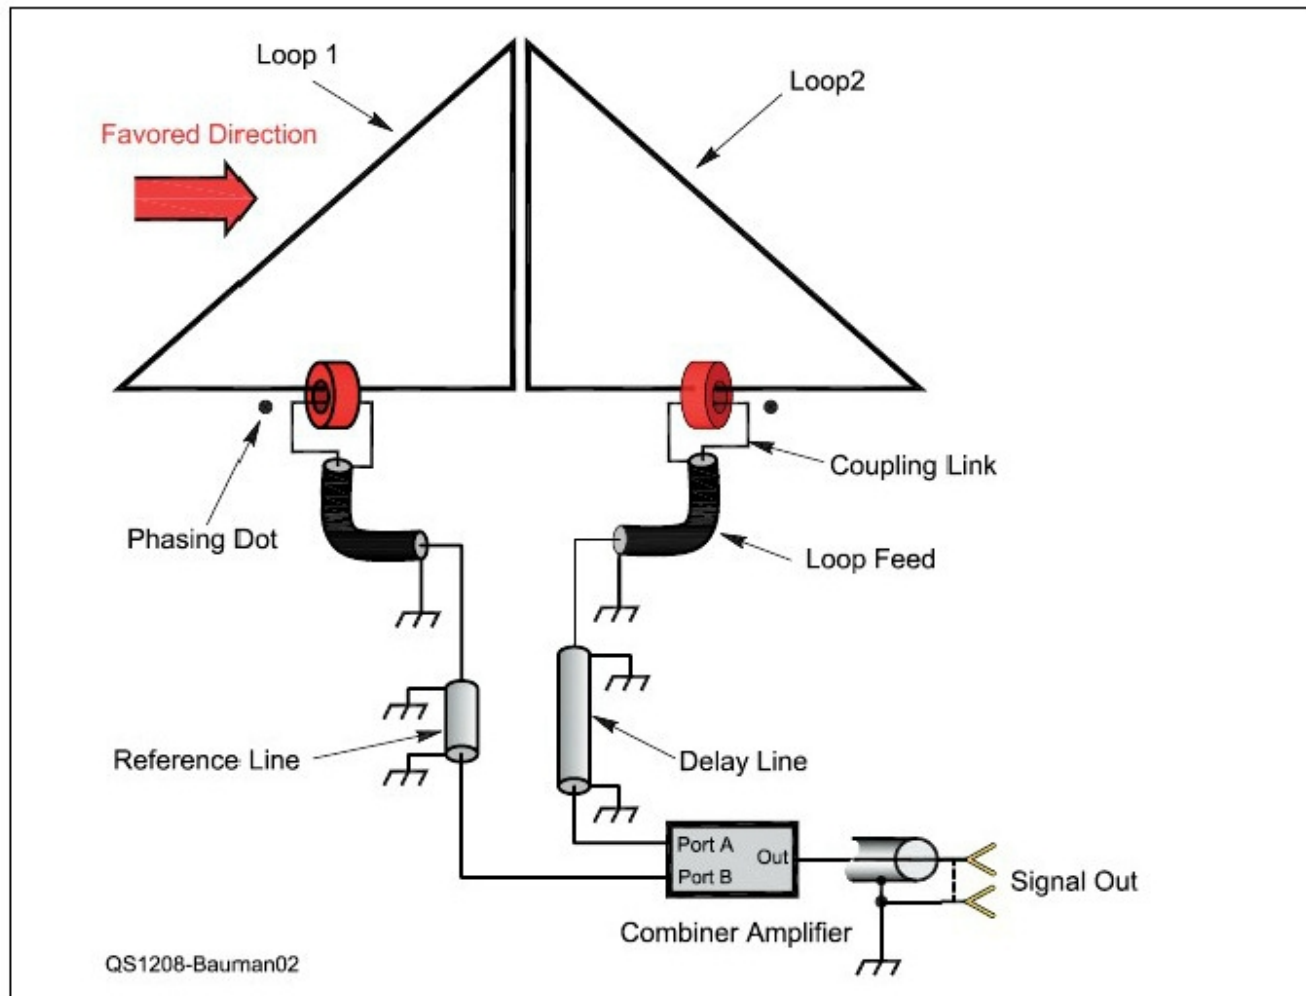 Loop 1
Loop2
Favored Direction
Phasing Dot
Coupling Link
Loop Feed
Reference Line
Delay Line
Port A
Port B
Out
Signal Out
Combiner Amplifier
QS1208-Bauman02